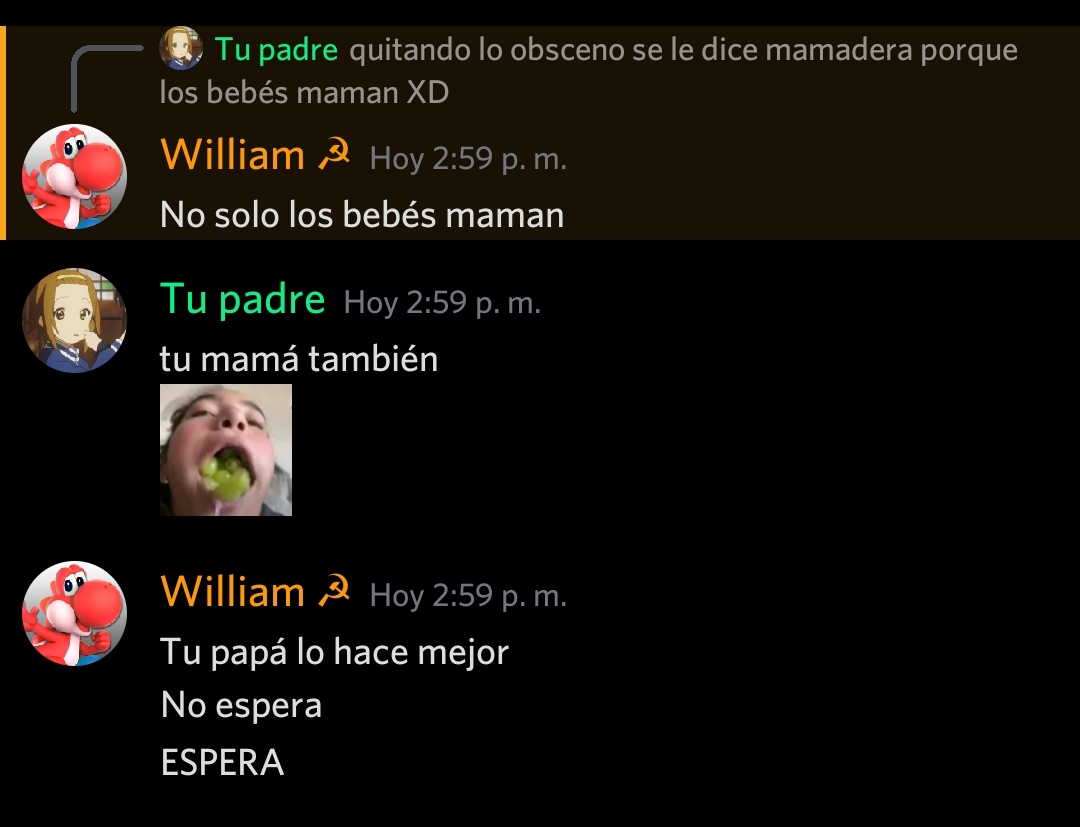 Tu padre quitando lo obsceno se le dice mamadera porque
los bebés maman XD
William ☭ Hoy 2:59 p. m.
No solo los bebés maman
Tu padre Hoy 2:59 p. m.
tu mamá también
William ☭ Hoy 2:59 p. m.
Tu papá lo hace mejor
No espera
ESPERA